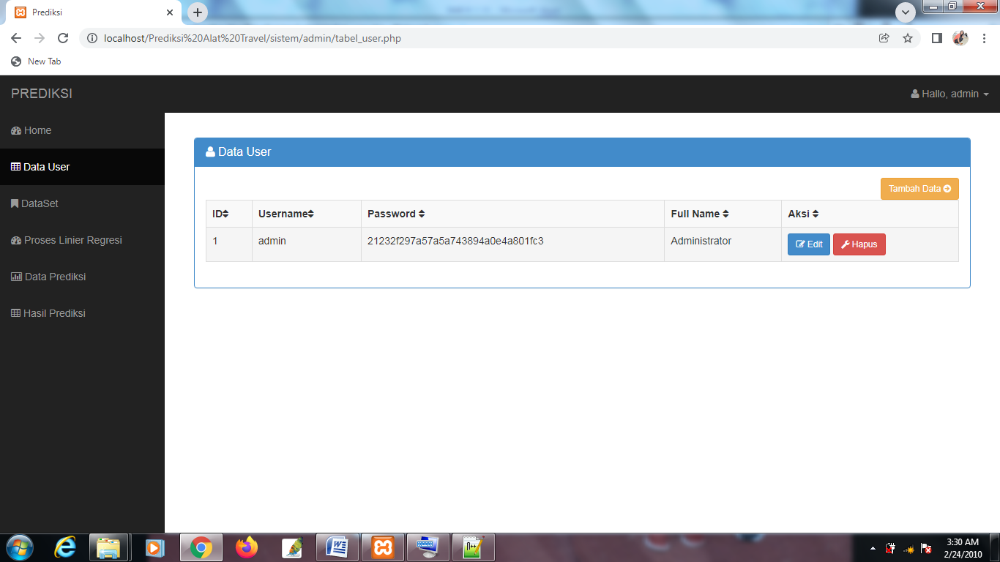 Prediksi
localhost/Prediksi%20Alat%20Travel/sistem/admin/tabel_user.php
New Tab
PREDIKSI
Hallo, admin
Home
Data User
DataSet
Proses Linier Regresi
Data Prediksi
Hasil Prediksi
Data User
Tambah Data
ID Username Password Full Name Aksi
1 admin 21232f297a57a5a743894a0e4a801fc3 Administrator Edit Hapus
3:30 AM
2/24/2010